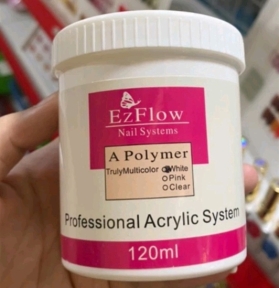 EzFlow
Nail Systems
A Polymer
TrulyMulticolor White
Pink
Clear
Professional Acrylic System
120ml